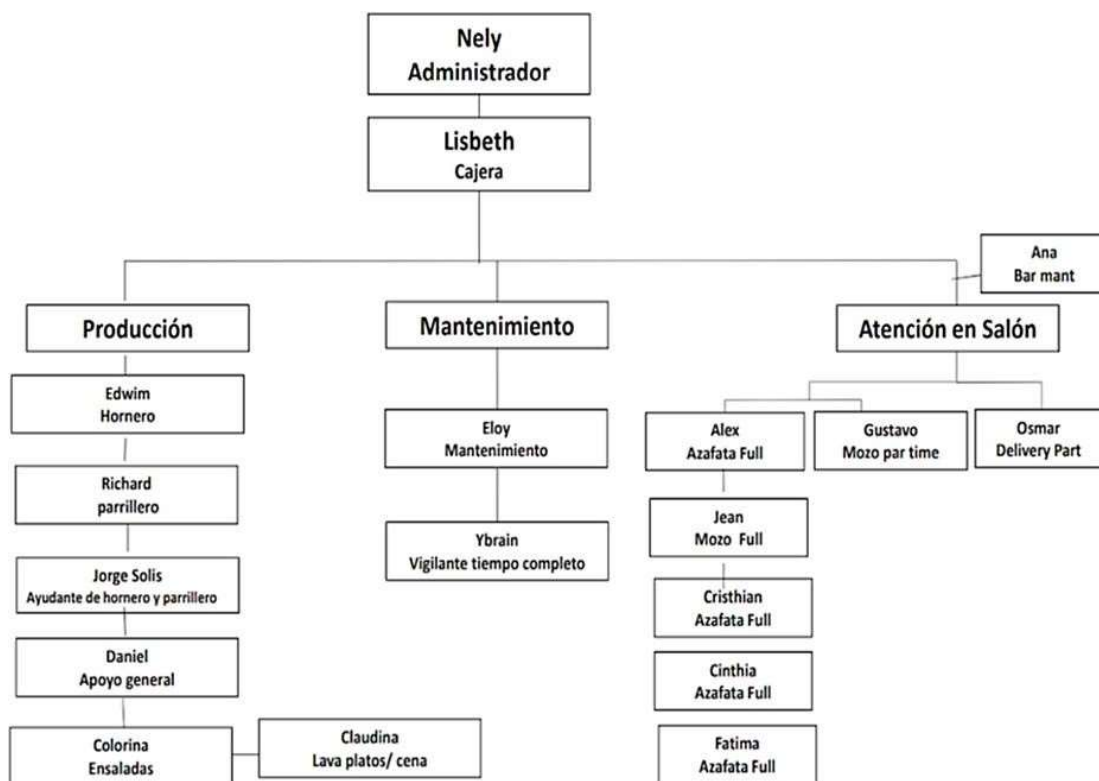 Nely
Administrador
Lisbeth
Cajera
Ana
Bar mant
Producción
Mantenimiento
Atención en Salón
Edwim
Hornero
Richard
parrillero
Jorge Solis
Ayudante de hornero y parrillero
Daniel
Apoyo general
Colorina
Ensaladas
Claudina
Lava platos/ cena
Eloy
Mantenimiento
Ybrain
Vigilante tiempo completo
Alex
Azafata Full
Gustavo
Mozo par time
Osmar
Delivery Part
Jean
Mozo Full
Cristhian
Azafata Full
Cinthia
Azafata Full
Fatima
Azafata Full